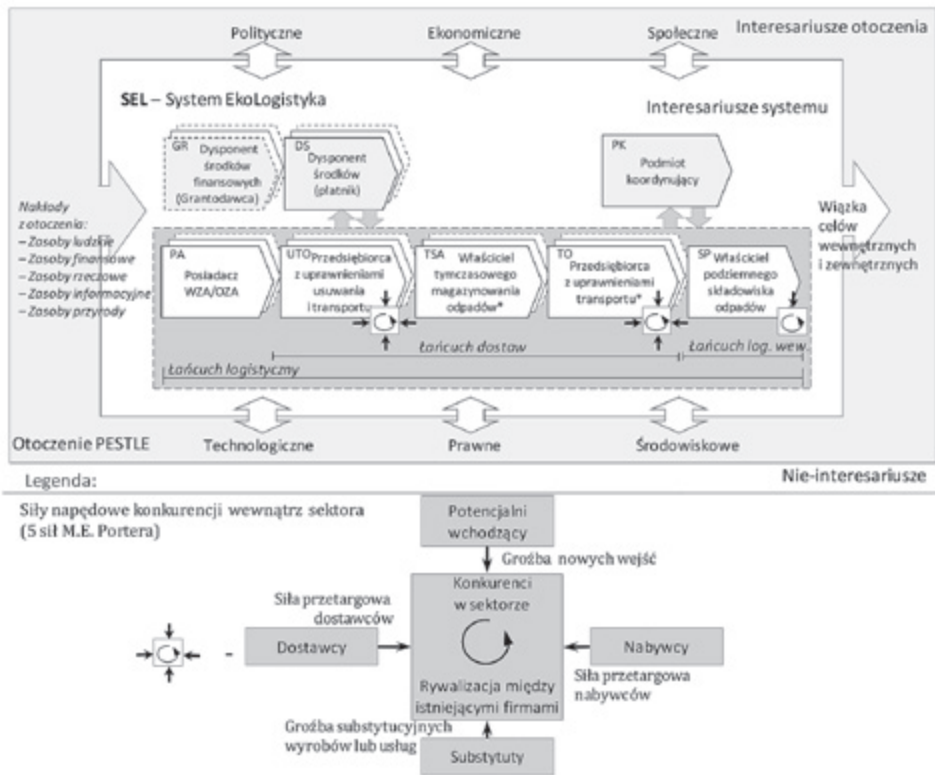 Polityczne
Ekonomiczne
Społeczne
Interesariusze otoczenia
SEL – System EkoLogistyka
Interesariusze systemu
GR
Dysponent
środków
finansowych
(Grantodawca)
DS
Dysponent
środków
(płatnik)
PK
Podmiot
koordynujący
Nakłady
z otoczenia:
– Zasoby ludzkie
– Zasoby finansowe
– Zasoby rzeczowe
– Zasoby informacyjne
– Zasoby przyrody
Wiązka
celów
wewnętrznych
i zewnętrznych
PA
Posiadacz
WZA/OZA
UTO
Przedsiębiorca
z uprawnieniami
usuwania
i transportu
TSA
Właściciel
tymczasowego
magazynowania
odpadów*
TO
Przedsiębiorca
z uprawnieniami
transportu*
SP
Właściciel
podziemnego
składowiska
odpadów
Łańcuch dostaw
Łańcuch log. wew.
Łańcuch logistyczny
Otoczenie PESTLE
Technologiczne
Prawne
Środowiskowe
Nie-interesariusze
Legenda:
Siły napędowe konkurencji wewnątrz sektora
(5 sił M.E. Portera)
Potencjalni
wchodzący
Groźba nowych wejść
Konkurenci
w sektorze
Siła przetargowa
dostawców
–
Dostawcy
Nabywcy
Siła przetargowa
nabywców
Rywalizacja między
istniejącymi firmami
Groźba substytucyjnych
wyrobów lub usług
Substytuty